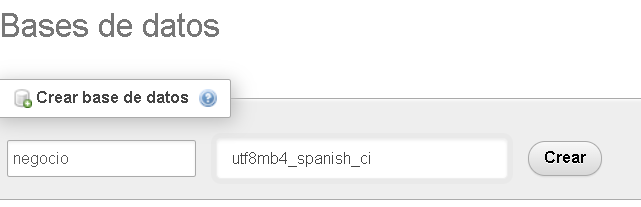 Bases de datos
Crear base de datos
negocio utf8mb4_spanish_ci Crear